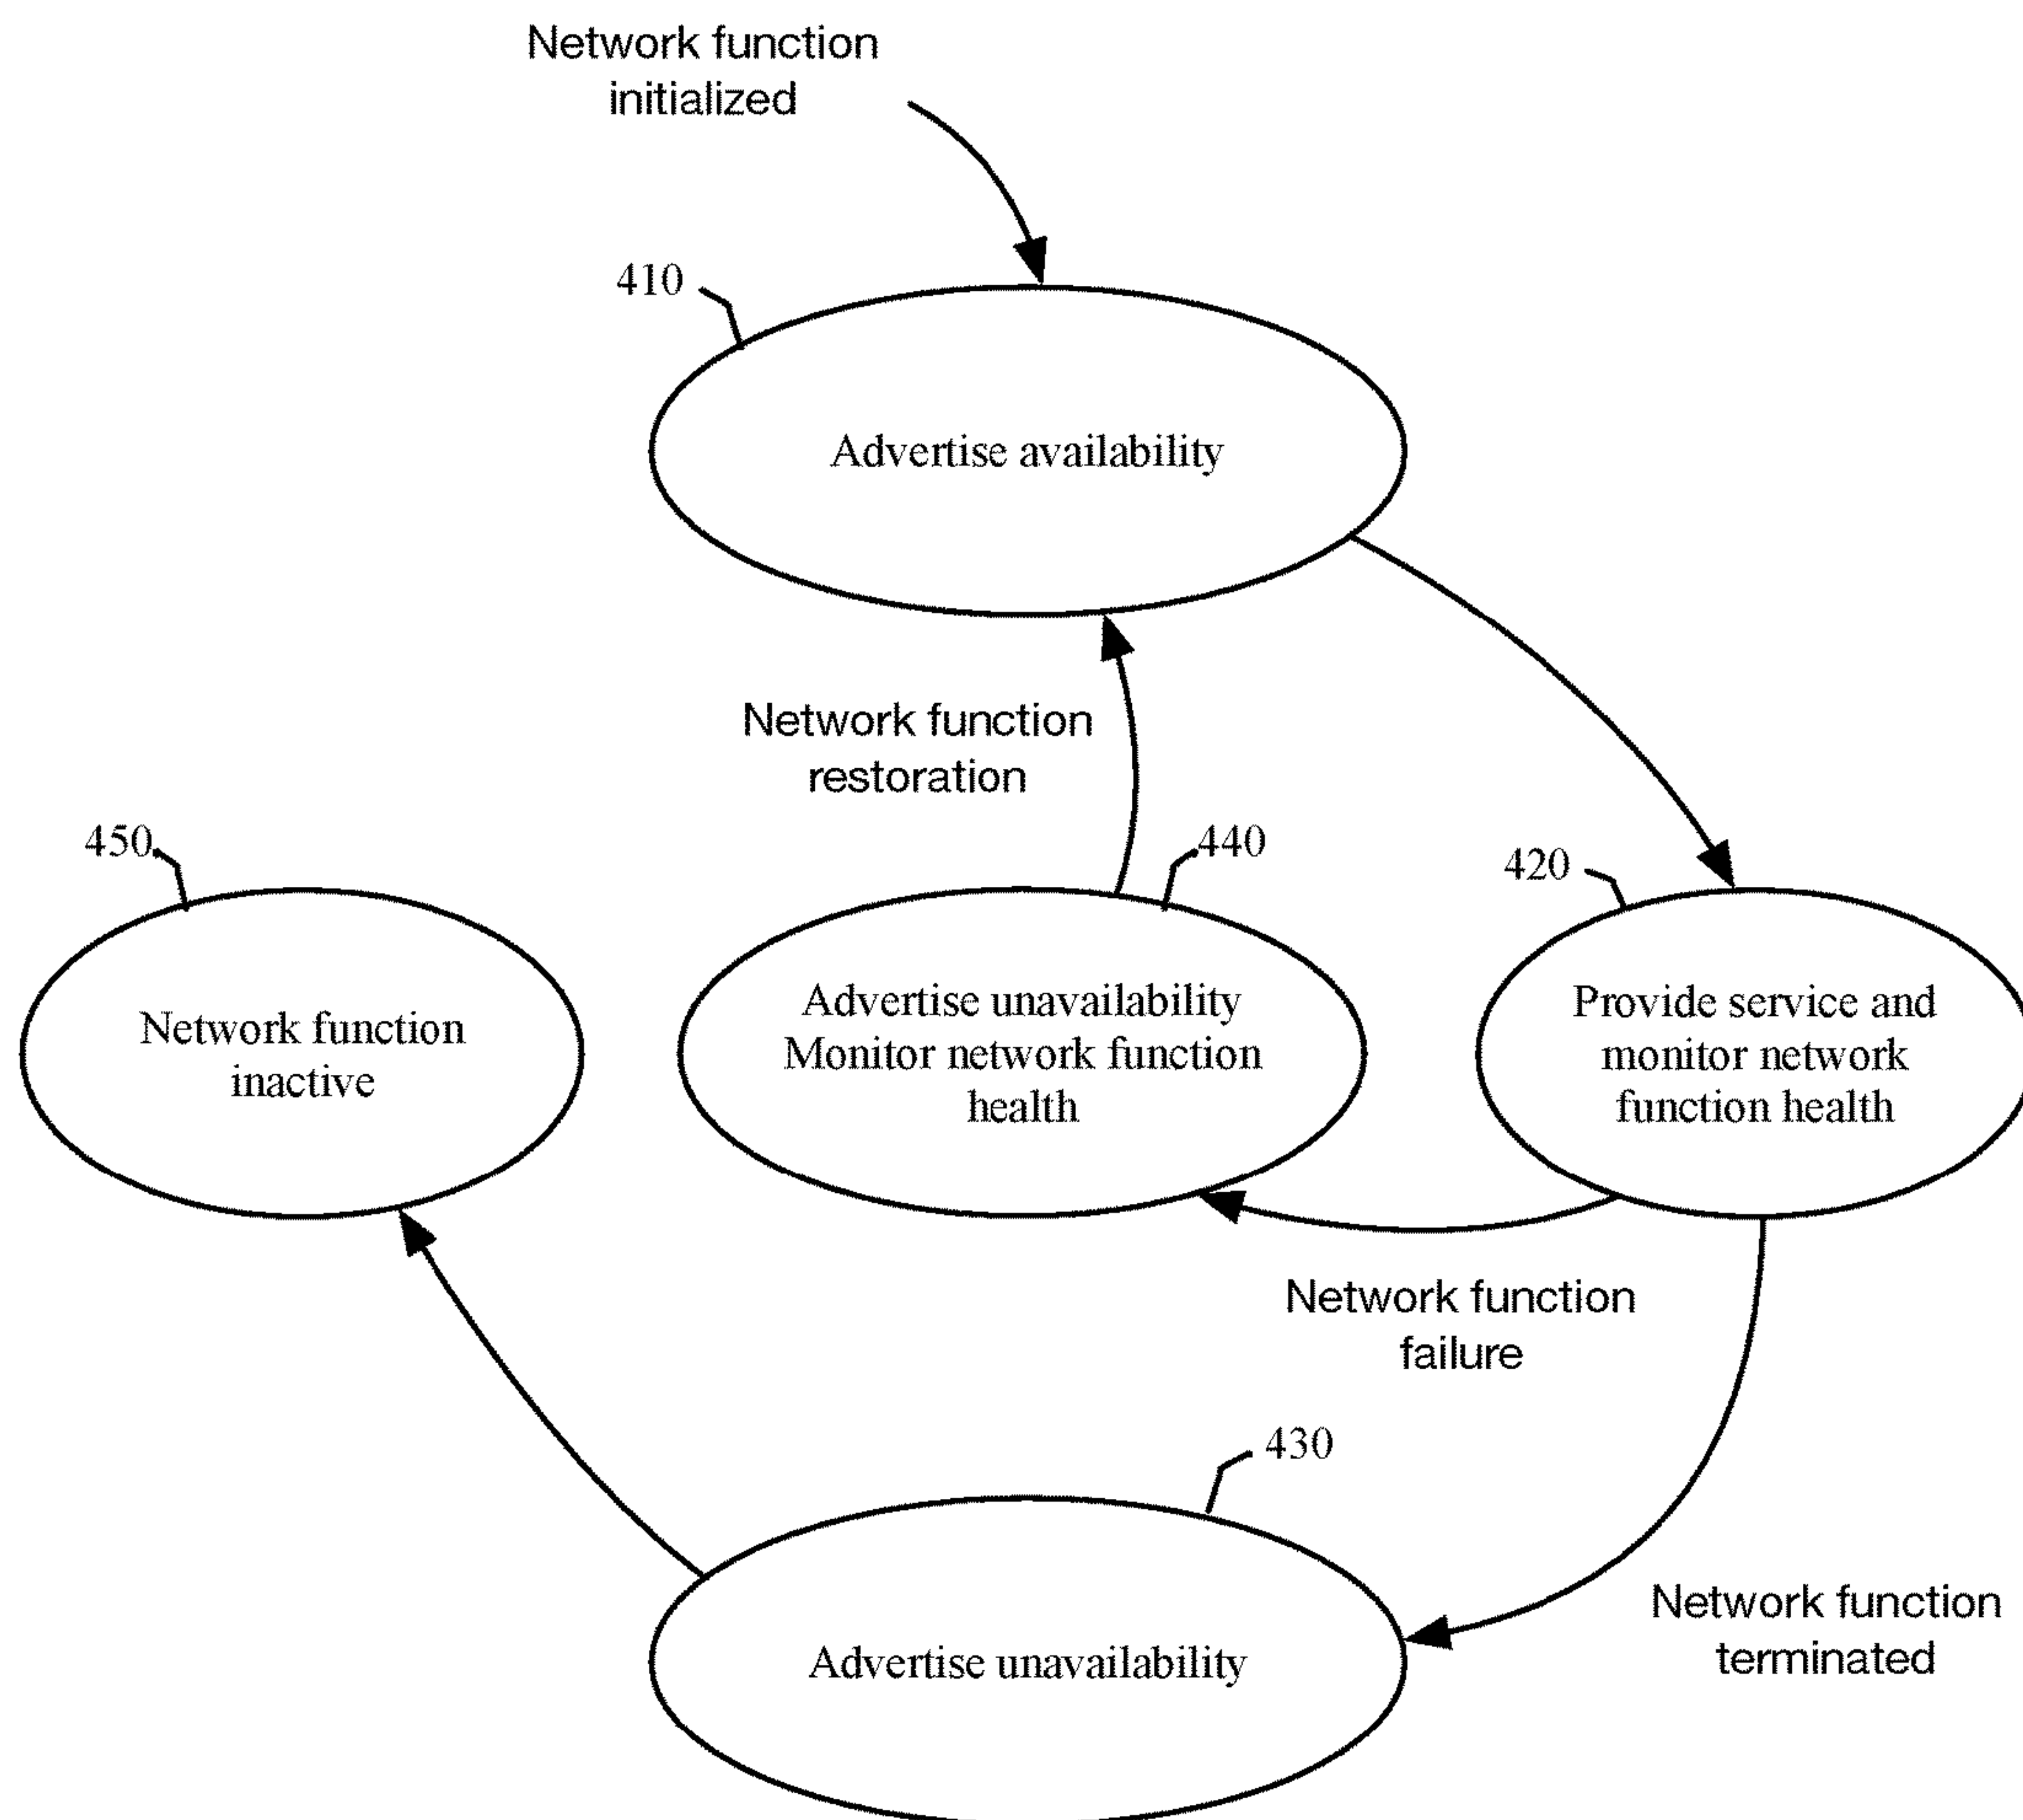 Network function
initialized
410
Advertise availability
Network function
restoration
450
440
420
Network function
inactive
Advertise unavailability
Monitor network function
health
Provide service and
monitor network
function health
Network function
failure
430
Advertise unavailability
Network function
terminated